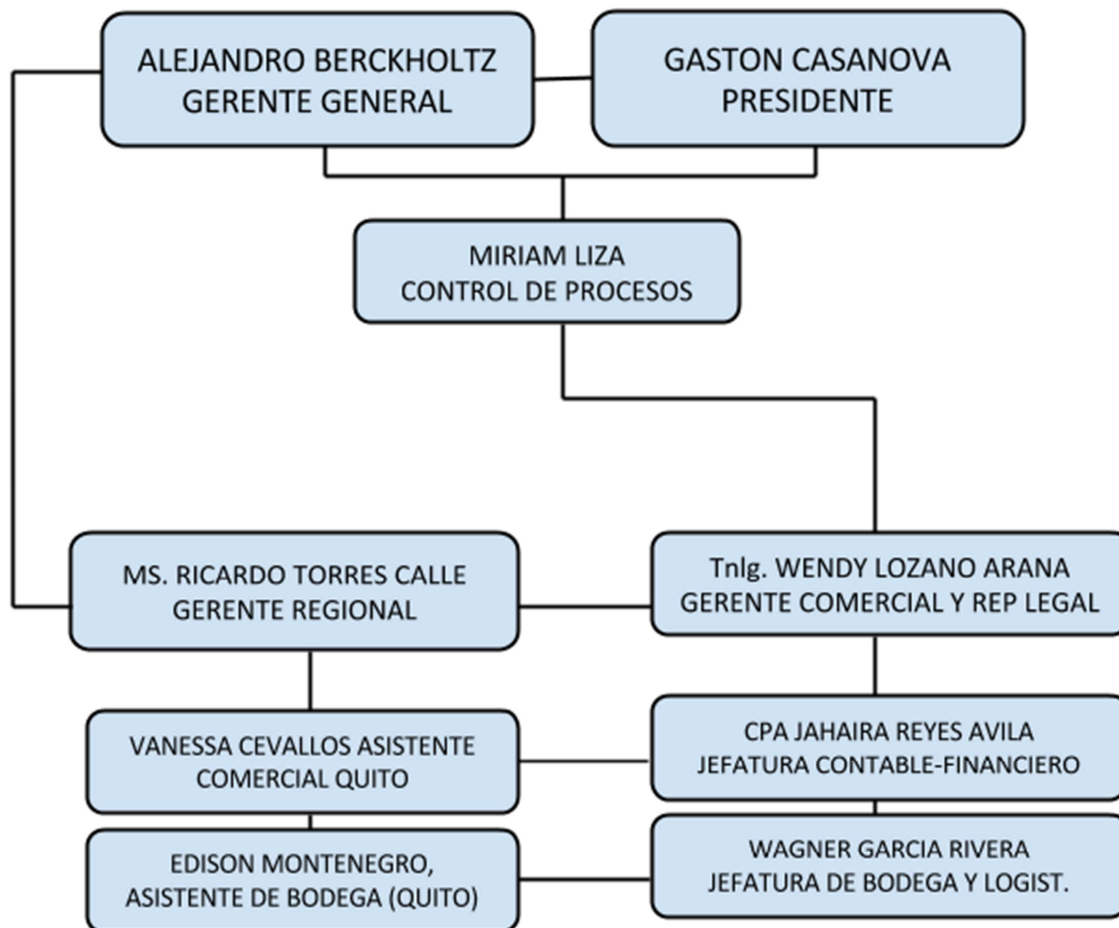 ALEJANDRO BERCKHOLTZ
GERENTE GENERAL
GASTON CASANOVA
PRESIDENTE
MIRIAM LIZA
CONTROL DE PROCESOS
MS. RICARDO TORRES CALLE
GERENTE REGIONAL
Tnlg. WENDY LOZANO ARANA
GERENTE COMERCIAL Y REP LEGAL
VANESSA CEVALLOS ASISTENTE
COMERCIAL QUITO
CPA JAHAIRA REYES AVILA
JEFATURA CONTABLE-FINANCIERO
EDISON MONTENEGRO,
ASISTENTE DE BODEGA (QUITO)
WAGNER GARCIA RIVERA
JEFATURA DE BODEGA Y LOGIST.